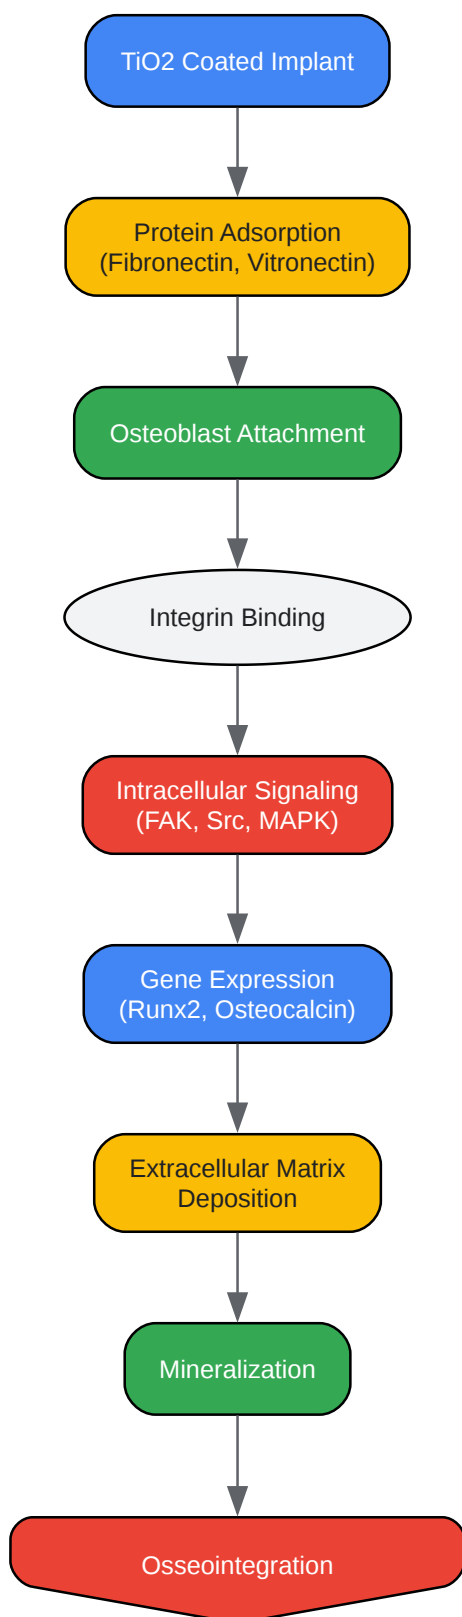 TiO2 Coated Implant
Protein Adsorption
(Fibronectin, Vitronectin)
Osteoblast Attachment
Integrin Binding
Intracellular Signaling
(FAK, Src, MAPK)
Gene Expression
(Runx2, Osteocalcin)
Extracellular Matrix
Deposition
Mineralization
Osseointegration